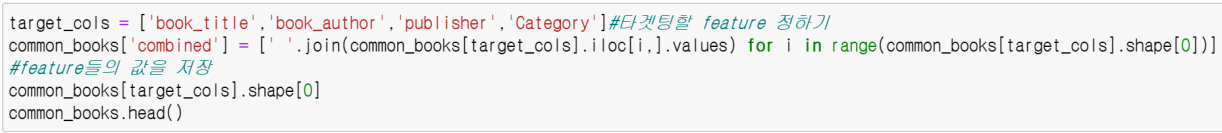 target_cols = ['book_title','book_author','publisher','Category']#타겟팅할 feature 정하기
common_books['combined'] = [' '.join(common_books[target_cols].iloc[i,].values) for i in range(common_books[target_cols].shape[0])]
#feature들의 값을 저장
common_books[target_cols].shape[0]
common_books.head()